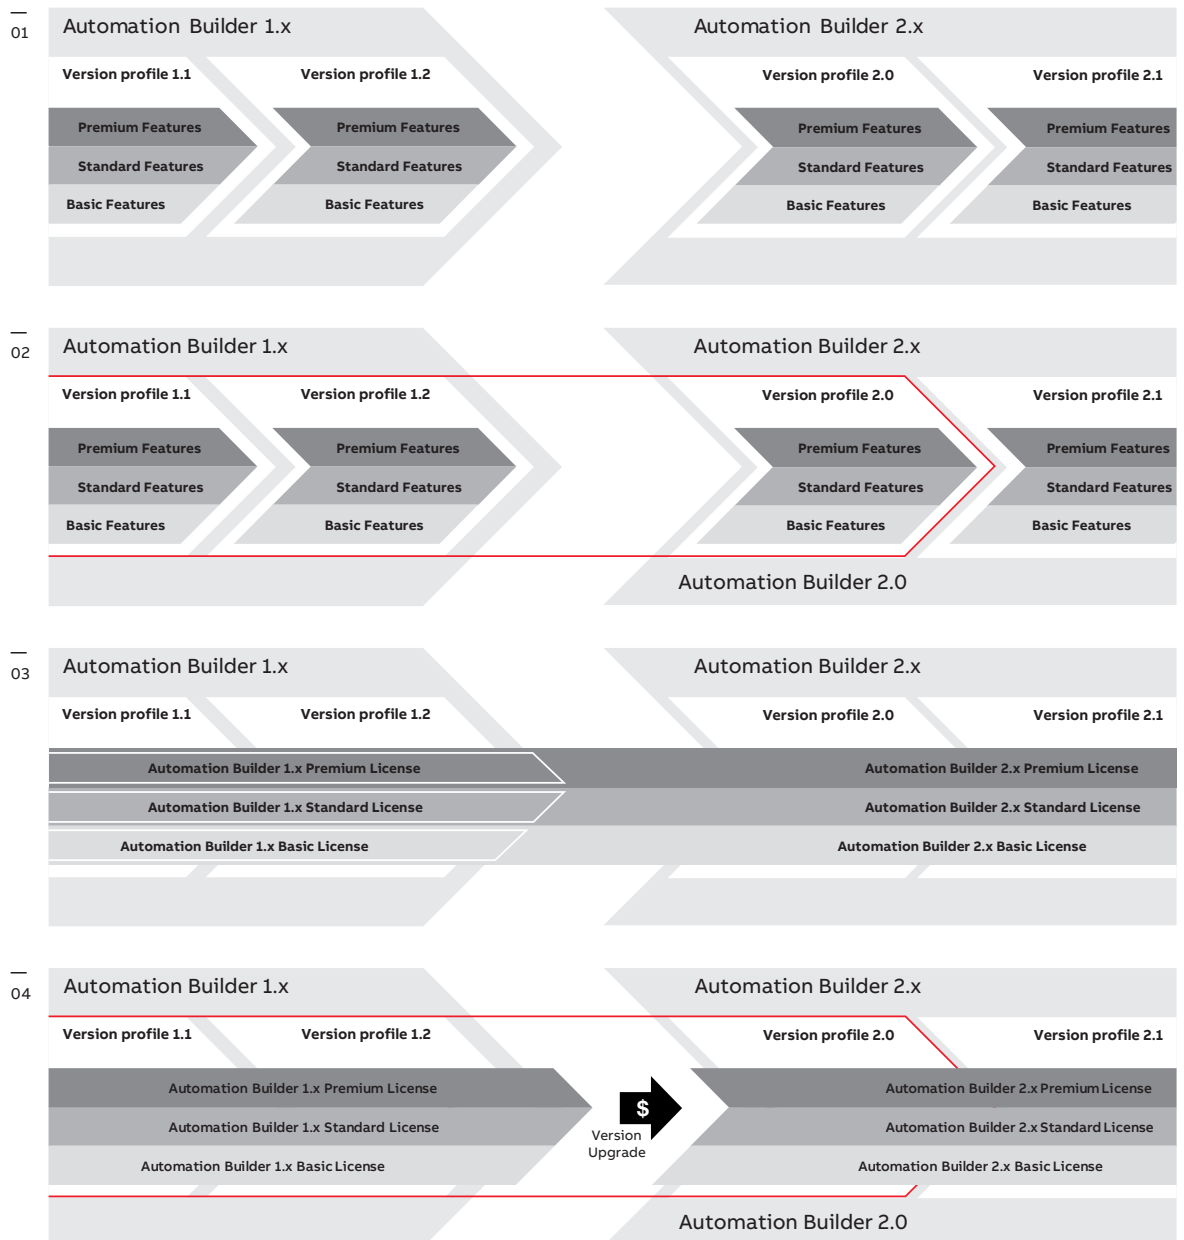 01
Automation Builder 1.x
Automation Builder 2.x
Version profile 1.1
Version profile 1.2
Version profile 2.0
Version profile 2.1
Premium Features
Premium Features
Premium Features
Premium Features
Standard Features
Standard Features
Standard Features
Standard Features
Basic Features
Basic Features
Basic Features
Basic Features
02
Automation Builder 1.x
Automation Builder 2.x
Version profile 1.1
Version profile 1.2
Version profile 2.0
Version profile 2.1
Premium Features
Premium Features
Premium Features
Premium Features
Standard Features
Standard Features
Standard Features
Standard Features
Basic Features
Basic Features
Basic Features
Basic Features
Automation Builder 2.0
03
Automation Builder 1.x
Automation Builder 2.x
Version profile 1.1
Version profile 1.2
Version profile 2.0
Version profile 2.1
Automation Builder 1.x Premium License
Automation Builder 2.x Premium License
Automation Builder 1.x Standard License
Automation Builder 2.x Standard License
Automation Builder 1.x Basic License
Automation Builder 2.x Basic License
04
Automation Builder 1.x
Automation Builder 2.x
Version profile 1.1
Version profile 1.2
Version profile 2.0
Version profile 2.1
Automation Builder 1.x Premium License
Automation Builder 2.x Premium License
$
Automation Builder 1.x Standard License
Version
Upgrade
Automation Builder 2.x Standard License
Automation Builder 1.x Basic License
Automation Builder 2.x Basic License
Automation Builder 2.0